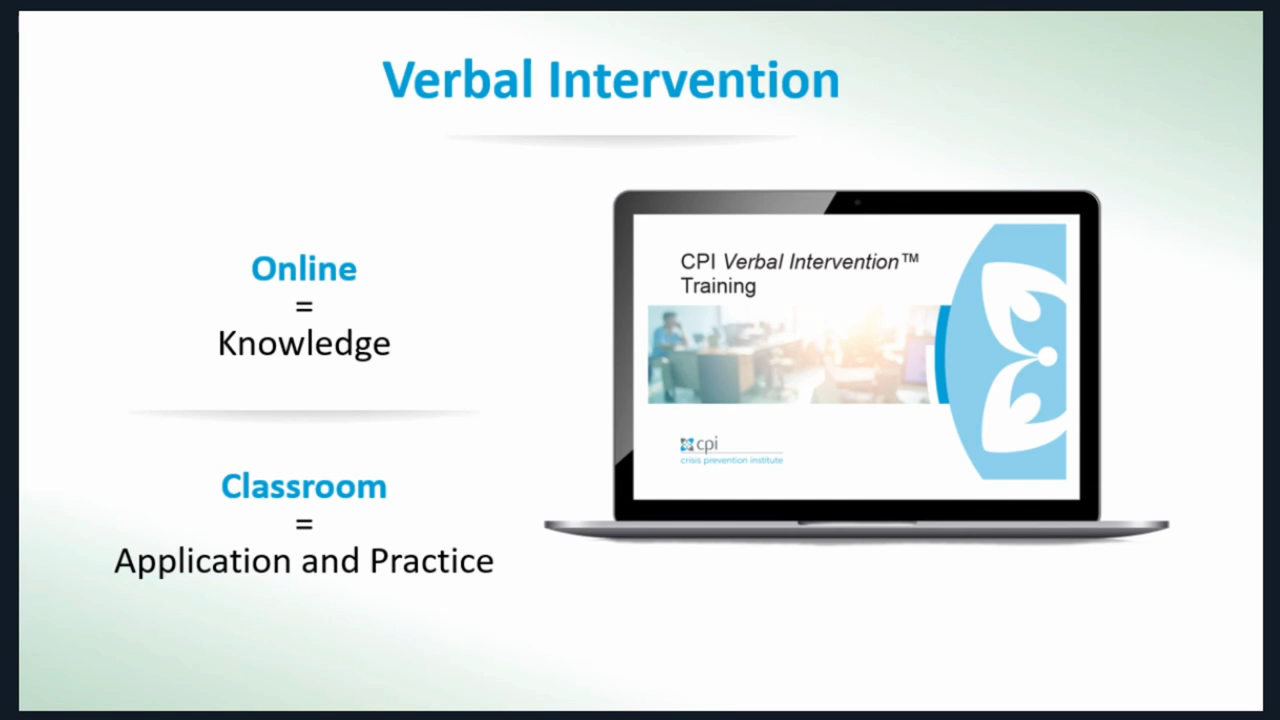 Verbal Intervention
Online
=
Knowledge
Classroom
=
Application and Practice
CPI Verbal Intervention™
Training
cpi
crisis prevention institute